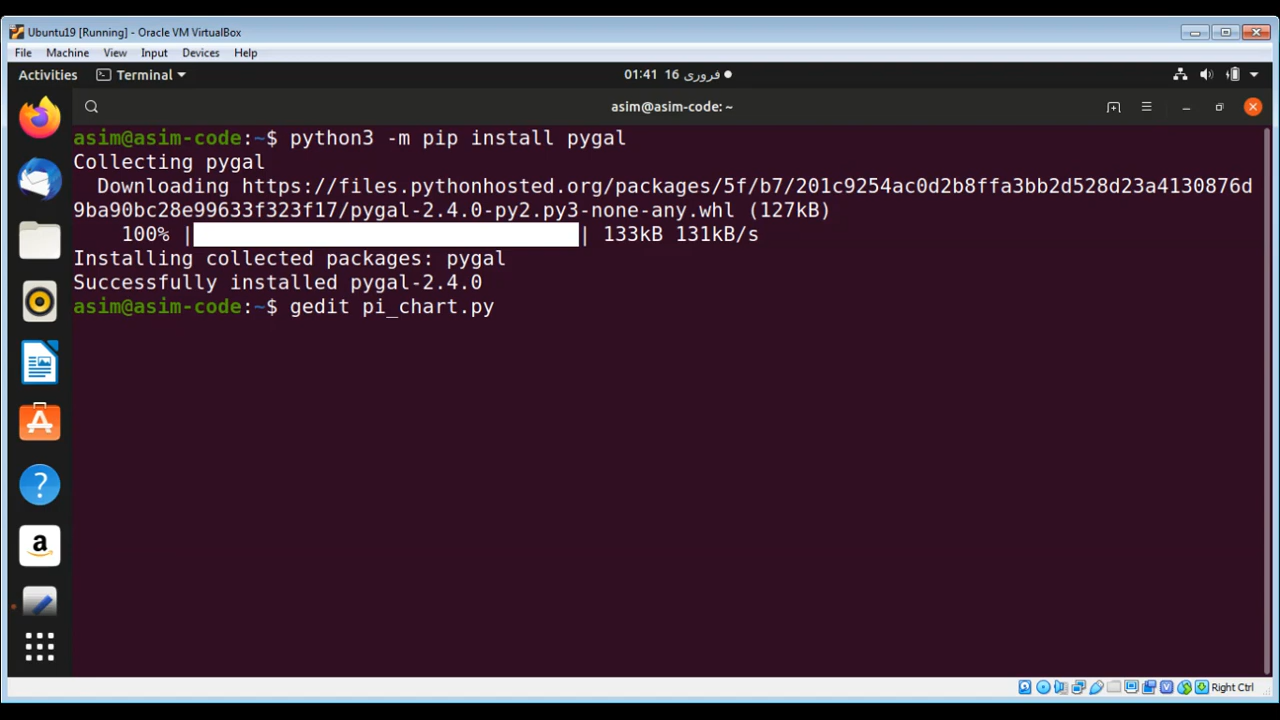 Ubuntu19 [Running] - Oracle VM VirtualBox
File Machine View Input Devices Help
Activities Terminal 01:41 16 فروری
asim@asim-code: ~
asim@asim-code:~$ python3 -m pip install pygal
Collecting pygal
Downloading https://files.pythonhosted.org/packages/5f/b7/201c9254ac0d2b8ffa3bb2d528d23a4130876d
9ba90bc28e99633f323f17/pygal-2.4.0-py2.py3-none-any.whl (127kB)
100% | | 133kB 131kB/s
Installing collected packages: pygal
Successfully installed pygal-2.4.0
asim@asim-code:~$ gedit pi_chart.py
Right Ctrl